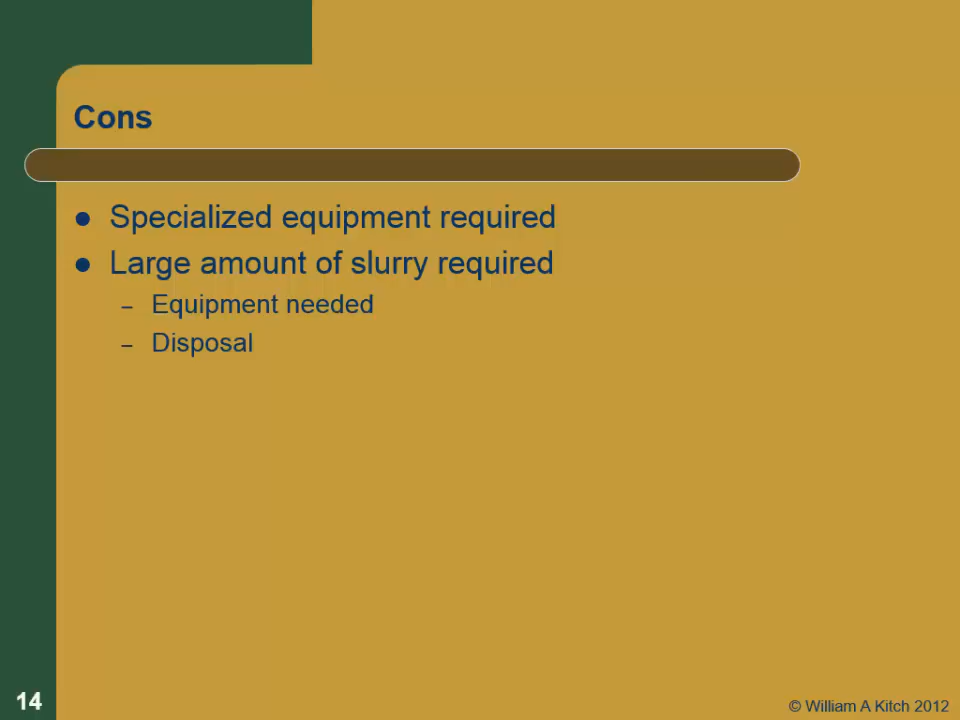 Cons
● Specialized equipment required
● Large amount of slurry required
– Equipment needed
– Disposal
14
© William A Kitch 2012